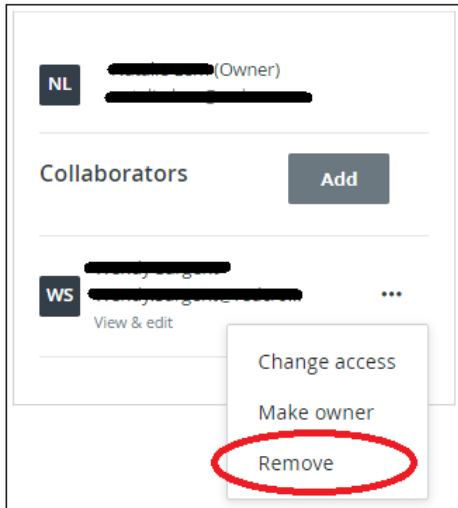 NL
(Owner)
Collaborators
Add
WS
View & edit
Change access
Make owner
Remove